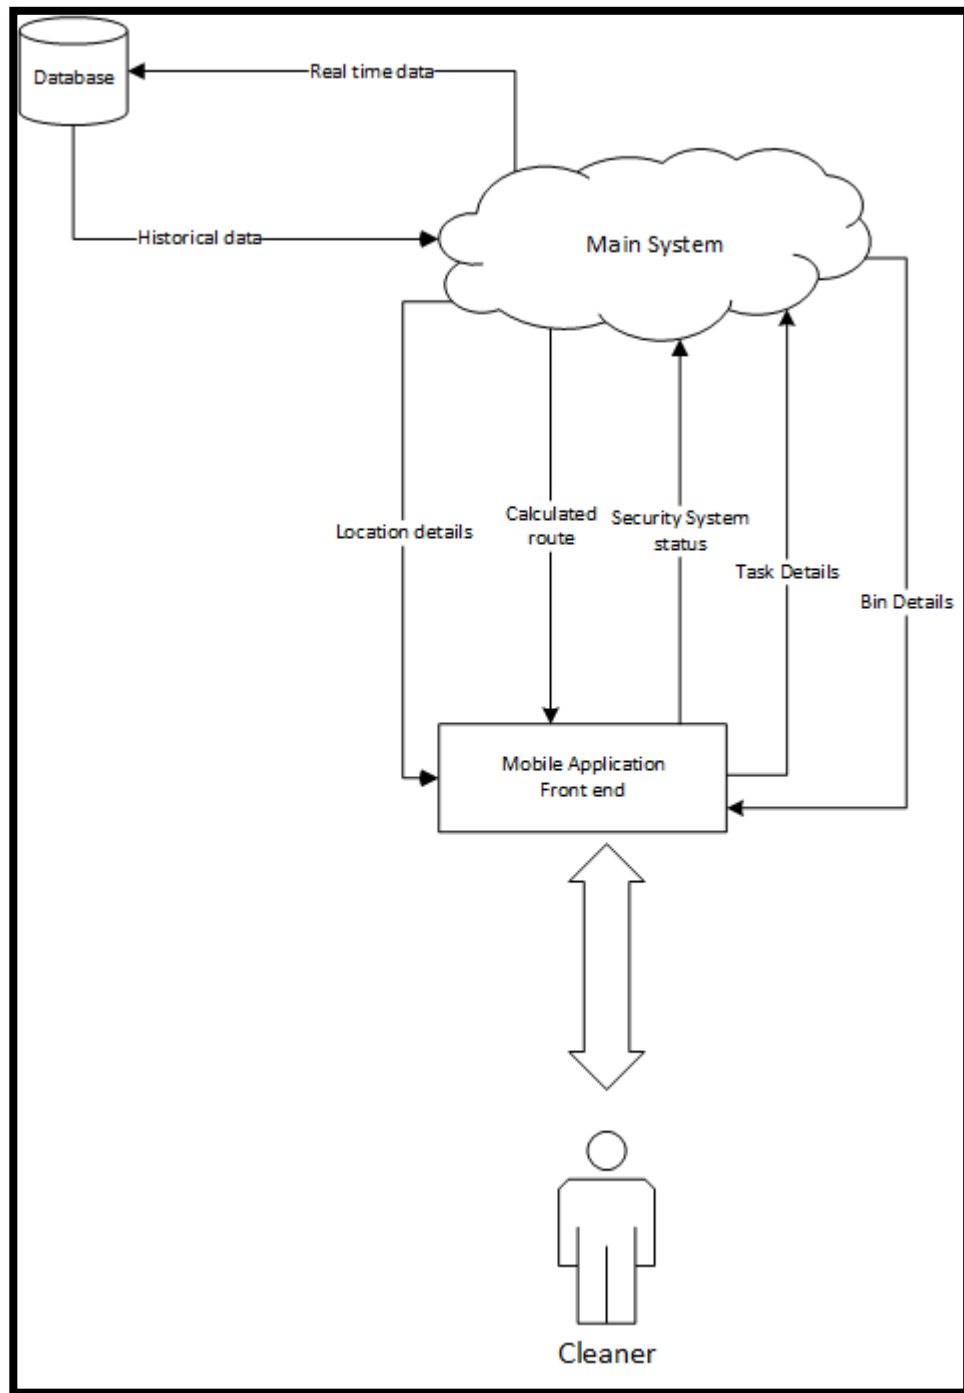 Real time data
Database
Historical data
Main System
Location details
Calculated
route
Security System
status
Task Details
Bin Details
Mobile Application
Front end
Cleaner